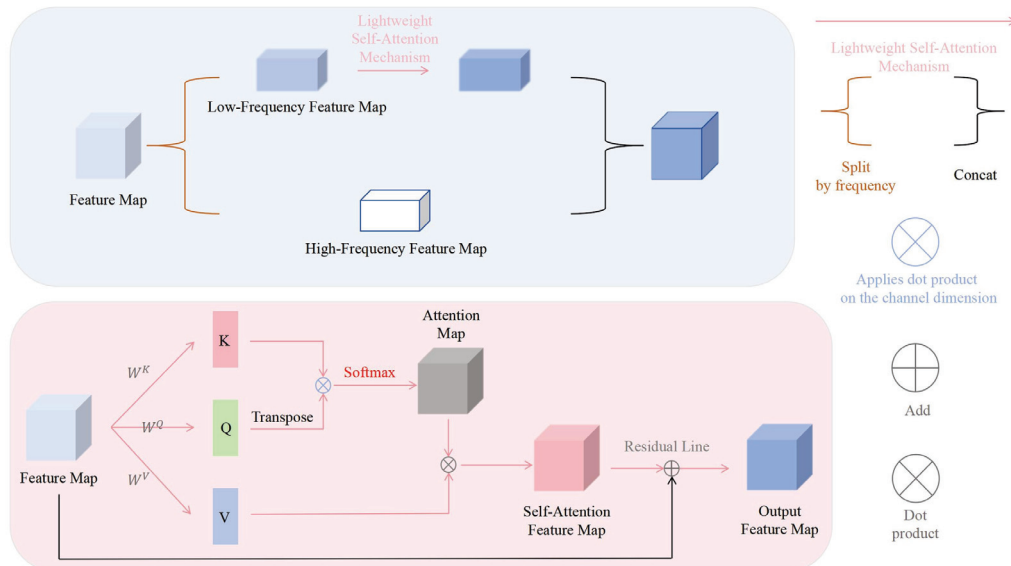 Lightweight
Self-Attention
Mechanism
Low-Frequency Feature Map
Feature Map
High-Frequency Feature Map
Lightweight Self-Attention
Mechanism
Split
by frequency
Concat
Applies dot product
on the channel dimension
Add
Dot
product
K
Attention
Map
W^K
Softmax
W^Q
Q
Transpose
Feature Map
W^V
Residual Line
V
Self-Attention
Feature Map
Output
Feature Map